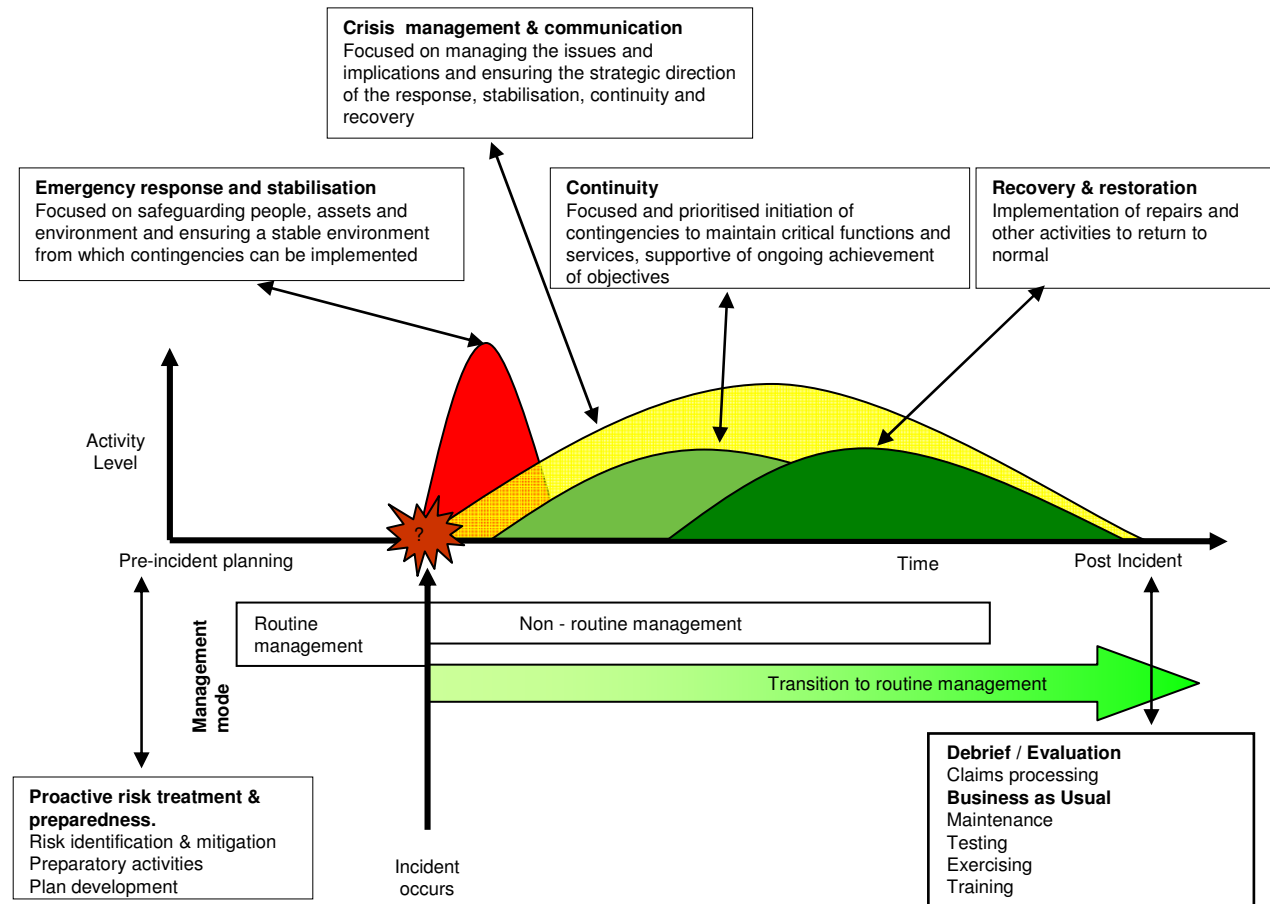 Crisis management & communication
Focused on managing the issues and
implications and ensuring the strategic direction
of the response, stabilisation, continuity and
recovery
Emergency response and stabilisation
Focused on safeguarding people, assets and
environment and ensuring a stable environment
from which contingencies can be implemented
Continuity
Focused and prioritised initiation of
contingencies to maintain critical functions and
services, supportive of ongoing achievement
of objectives
Recovery & restoration
Implementation of repairs and
other activities to return to
normal
Activity
Level
?
Pre-incident planning
Time
Post Incident
Management
mode
Routine
management
Non - routine management
Transition to routine management
Proactive risk treatment &
preparedness.
Risk identification & mitigation
Preparatory activities
Plan development
Incident
occurs
Debrief / Evaluation
Claims processing
Business as Usual
Maintenance
Testing
Exercising
Training